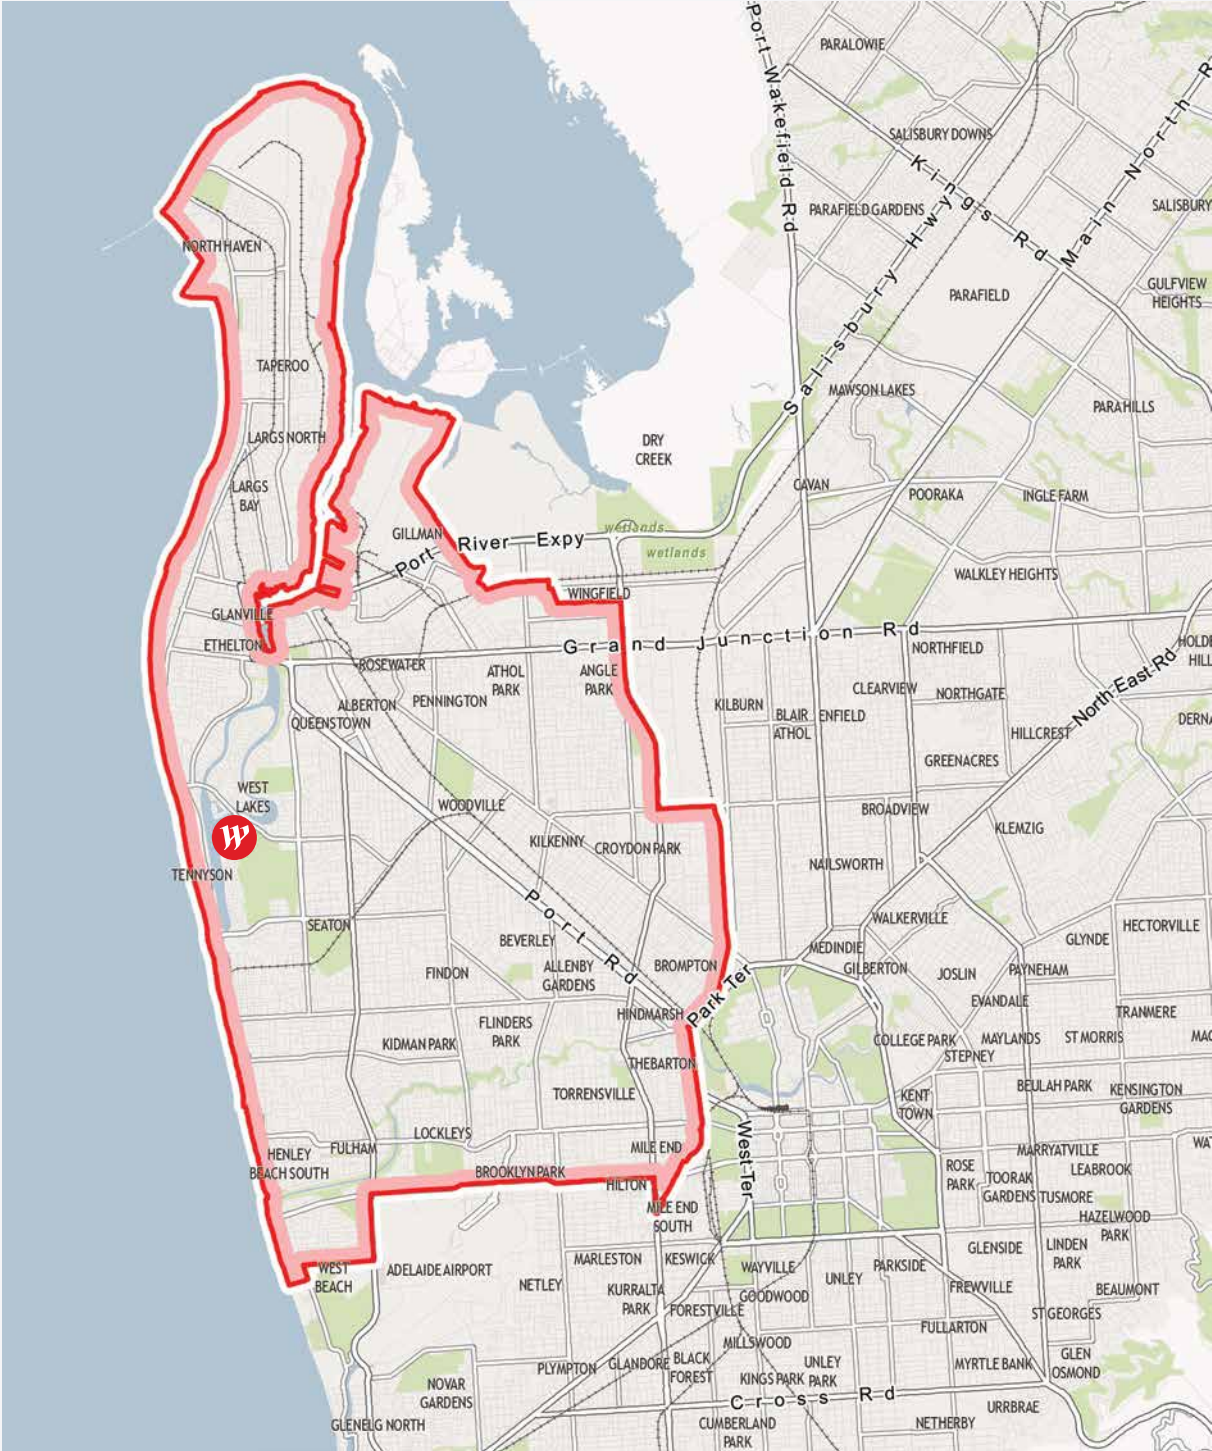 PARALOWIE
Port Wakefield Rd
SALISBURY DOWNS
Kings Rd
Main North R
Salisbury Hwy
PARAFIELD GARDENS
SALISBURY
NORTH HAVEN
PARAFIELD
GULFVIEW
HEIGHTS
TAPEROO
MAWSON LAKES
PARA HILLS
LARGS NORTH
DRY
CREEK
LARGS
BAY
CAVAN
POORAKA
INGLE FARM
GILLMAN
Port River Expy
wetlands
wetlands
WINGFIELD
WALKLEY HEIGHTS
GLANVILLE
ETHELTON
Grand Junction Rd
NORTHFIELD
HOLDE
HILL
ROSEWATER
ATHOL
PARK
ANGLE
PARK
North East Rd
ALBERTON
PENNINGTON
QUEENSTOWN
KILBURN
BLAIR
ATHOL
ENFIELD
CLEARVIEW
NORTHGATE
HILLCREST
DERNA
GREENACRES
WEST
LAKES
WOODVILLE
BROADVIEW
KLEMZIG
W
KILKENNY
CROYDON PARK
NAILSWORTH
TENNYSON
Port Rd
SEATON
WALKERVILLE
HECTORVILLE
BEVERLEY
MEDINDIE
GLYNDE
FINDON
ALLENBY
GARDENS
BROMPTON
GILBERTON
JOSLIN
PAYNEHAM
Park Ter
EVANDALE
HINDMARSH
TRANMERE
FLINDERS
PARK
KIDMAN PARK
COLLEGE PARK
MAYLANDS
ST MORRIS
MAG
STEPNEY
THEBARTON
TORRENSVILLE
KENT
TOWN
BEULAH PARK
KENSINGTON
GARDENS
LOCKLEYS
FULHAM
MILE END
West Ter
MARRYATVILLE
WAT
HENLEY
BEACH SOUTH
BROOKLYN PARK
HILTON
ROSE
PARK
TOORAK
GARDENS
LEABROOK
TUSMORE
MILE END
SOUTH
HAZELWOOD
PARK
WEST
BEACH
ADELAIDE AIRPORT
MARLESTON
KESWICK
GLENSIDE
LINDEN
PARK
NETLEY
WAYVILLE
UNLEY
PARKSIDE
FREWVILLE
BEAUMONT
KURRALTA
PARK
GOODWOOD
FORESTVILLE
ST GEORGES
FULLARTON
MILLSWOOD
PLYMPTON
GLANDORE
BLACK
FOREST
UNLEY
PARK
KINGS PARK
MYRTLE BANK
GLEN
OSMOND
NOVAR
GARDENS
Cross Rd
URRBRAE
GLENELG NORTH
CUMBERLAND
PARK
NETHERBY